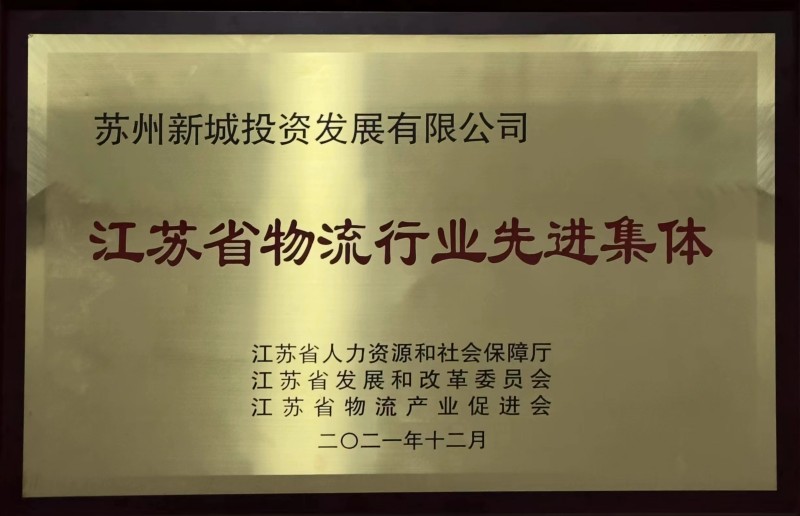 苏州新城投资发展有限公司
江苏省物流行业先进集体
江苏省人力资源和社会保障厅
江苏省发展和改革委员会
江苏省物流产业促进会
二〇二一年十二月